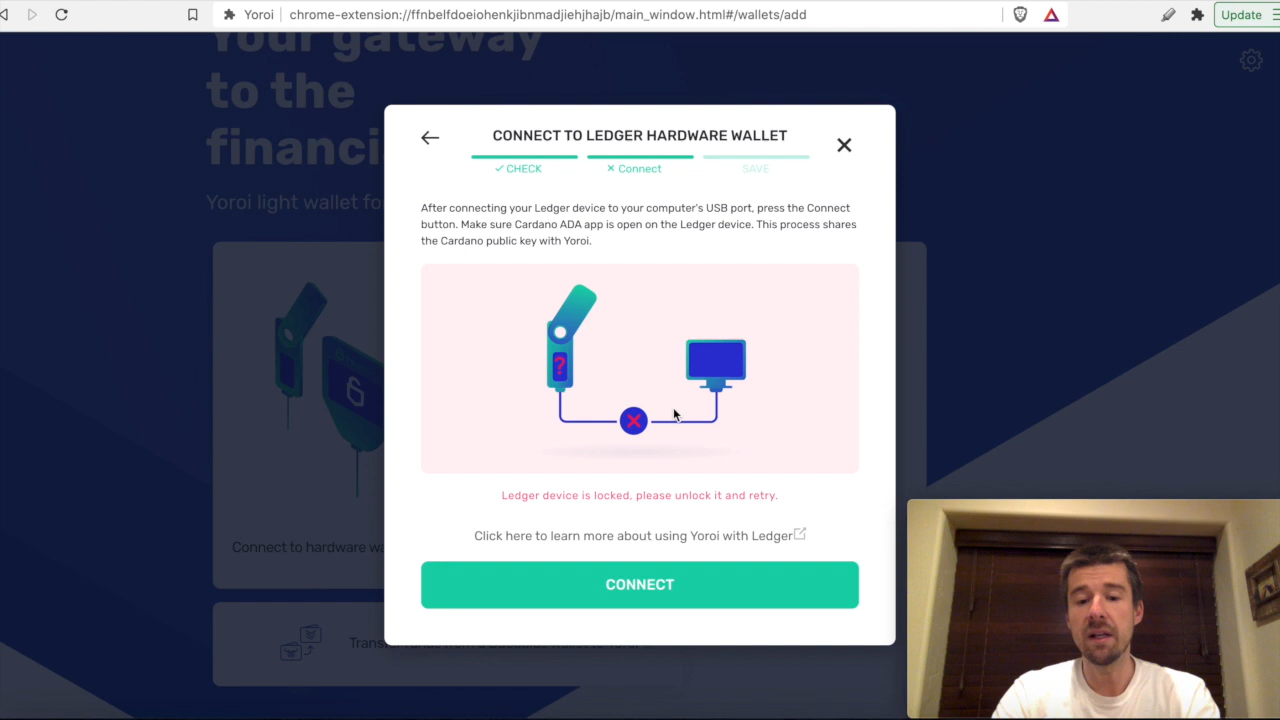 Yoroi
chrome-extension://ffnbelfdoeiohenkjibnmadjiehjhajb/main_window.html#/wallets/add
Update
Your gateway
to the
financi
Yoroi light wallet fo
CONNECT TO LEDGER HARDWARE WALLET
✓ CHECK
✕ Connect
SAVE
After connecting your Ledger device to your computer's USB port, press the Connect
button. Make sure Cardano ADA app is open on the Ledger device. This process shares
the Cardano public key with Yoroi.
?
6
Ledger device is locked, please unlock it and retry.
Click here to learn more about using Yoroi with Ledger
Connect to hardware wa
CONNECT